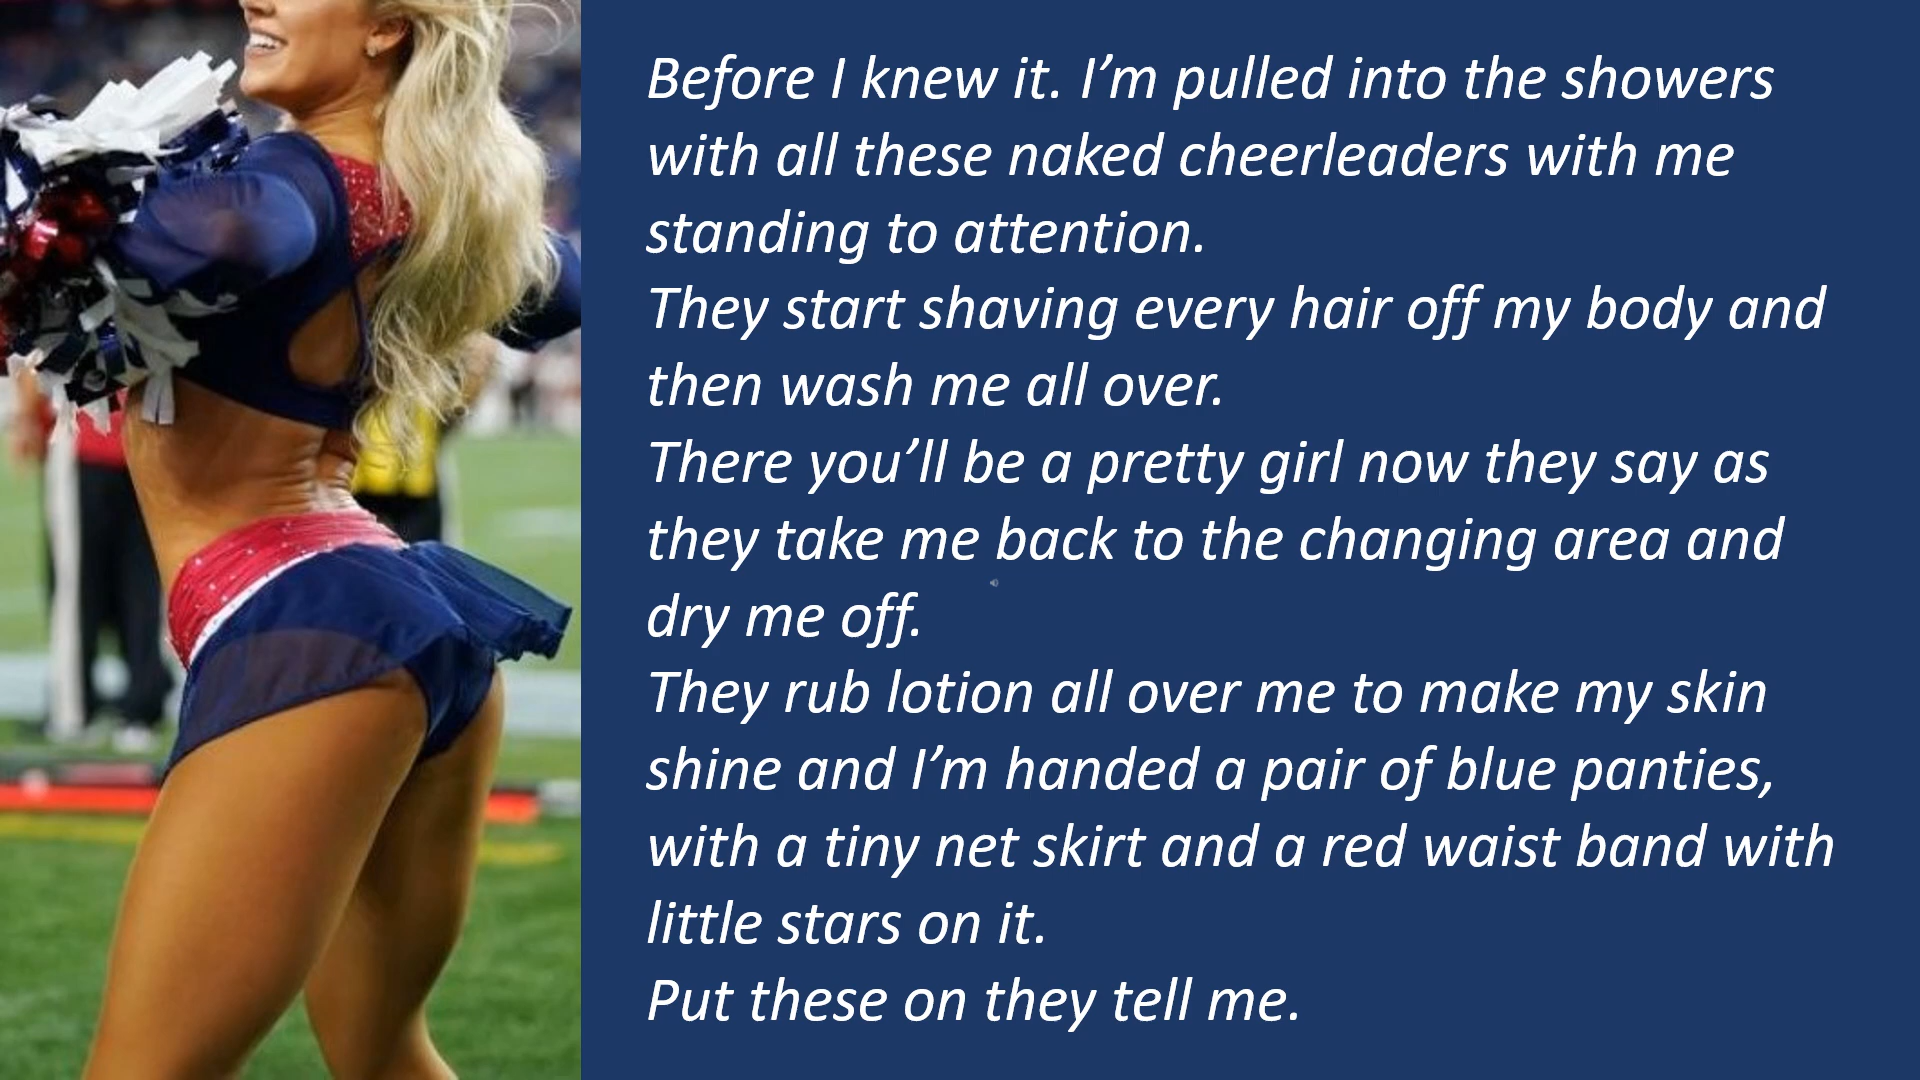 Before I knew it. I'm pulled into the showers
with all these naked cheerleaders with me
standing to attention.
They start shaving every hair off my body and
then wash me all over.
There you'll be a pretty girl now they say as
they take me back to the changing area and
dry me off.
They rub lotion all over me to make my skin
shine and I'm handed a pair of blue panties,
with a tiny net skirt and a red waist band with
little stars on it.
Put these on they tell me.